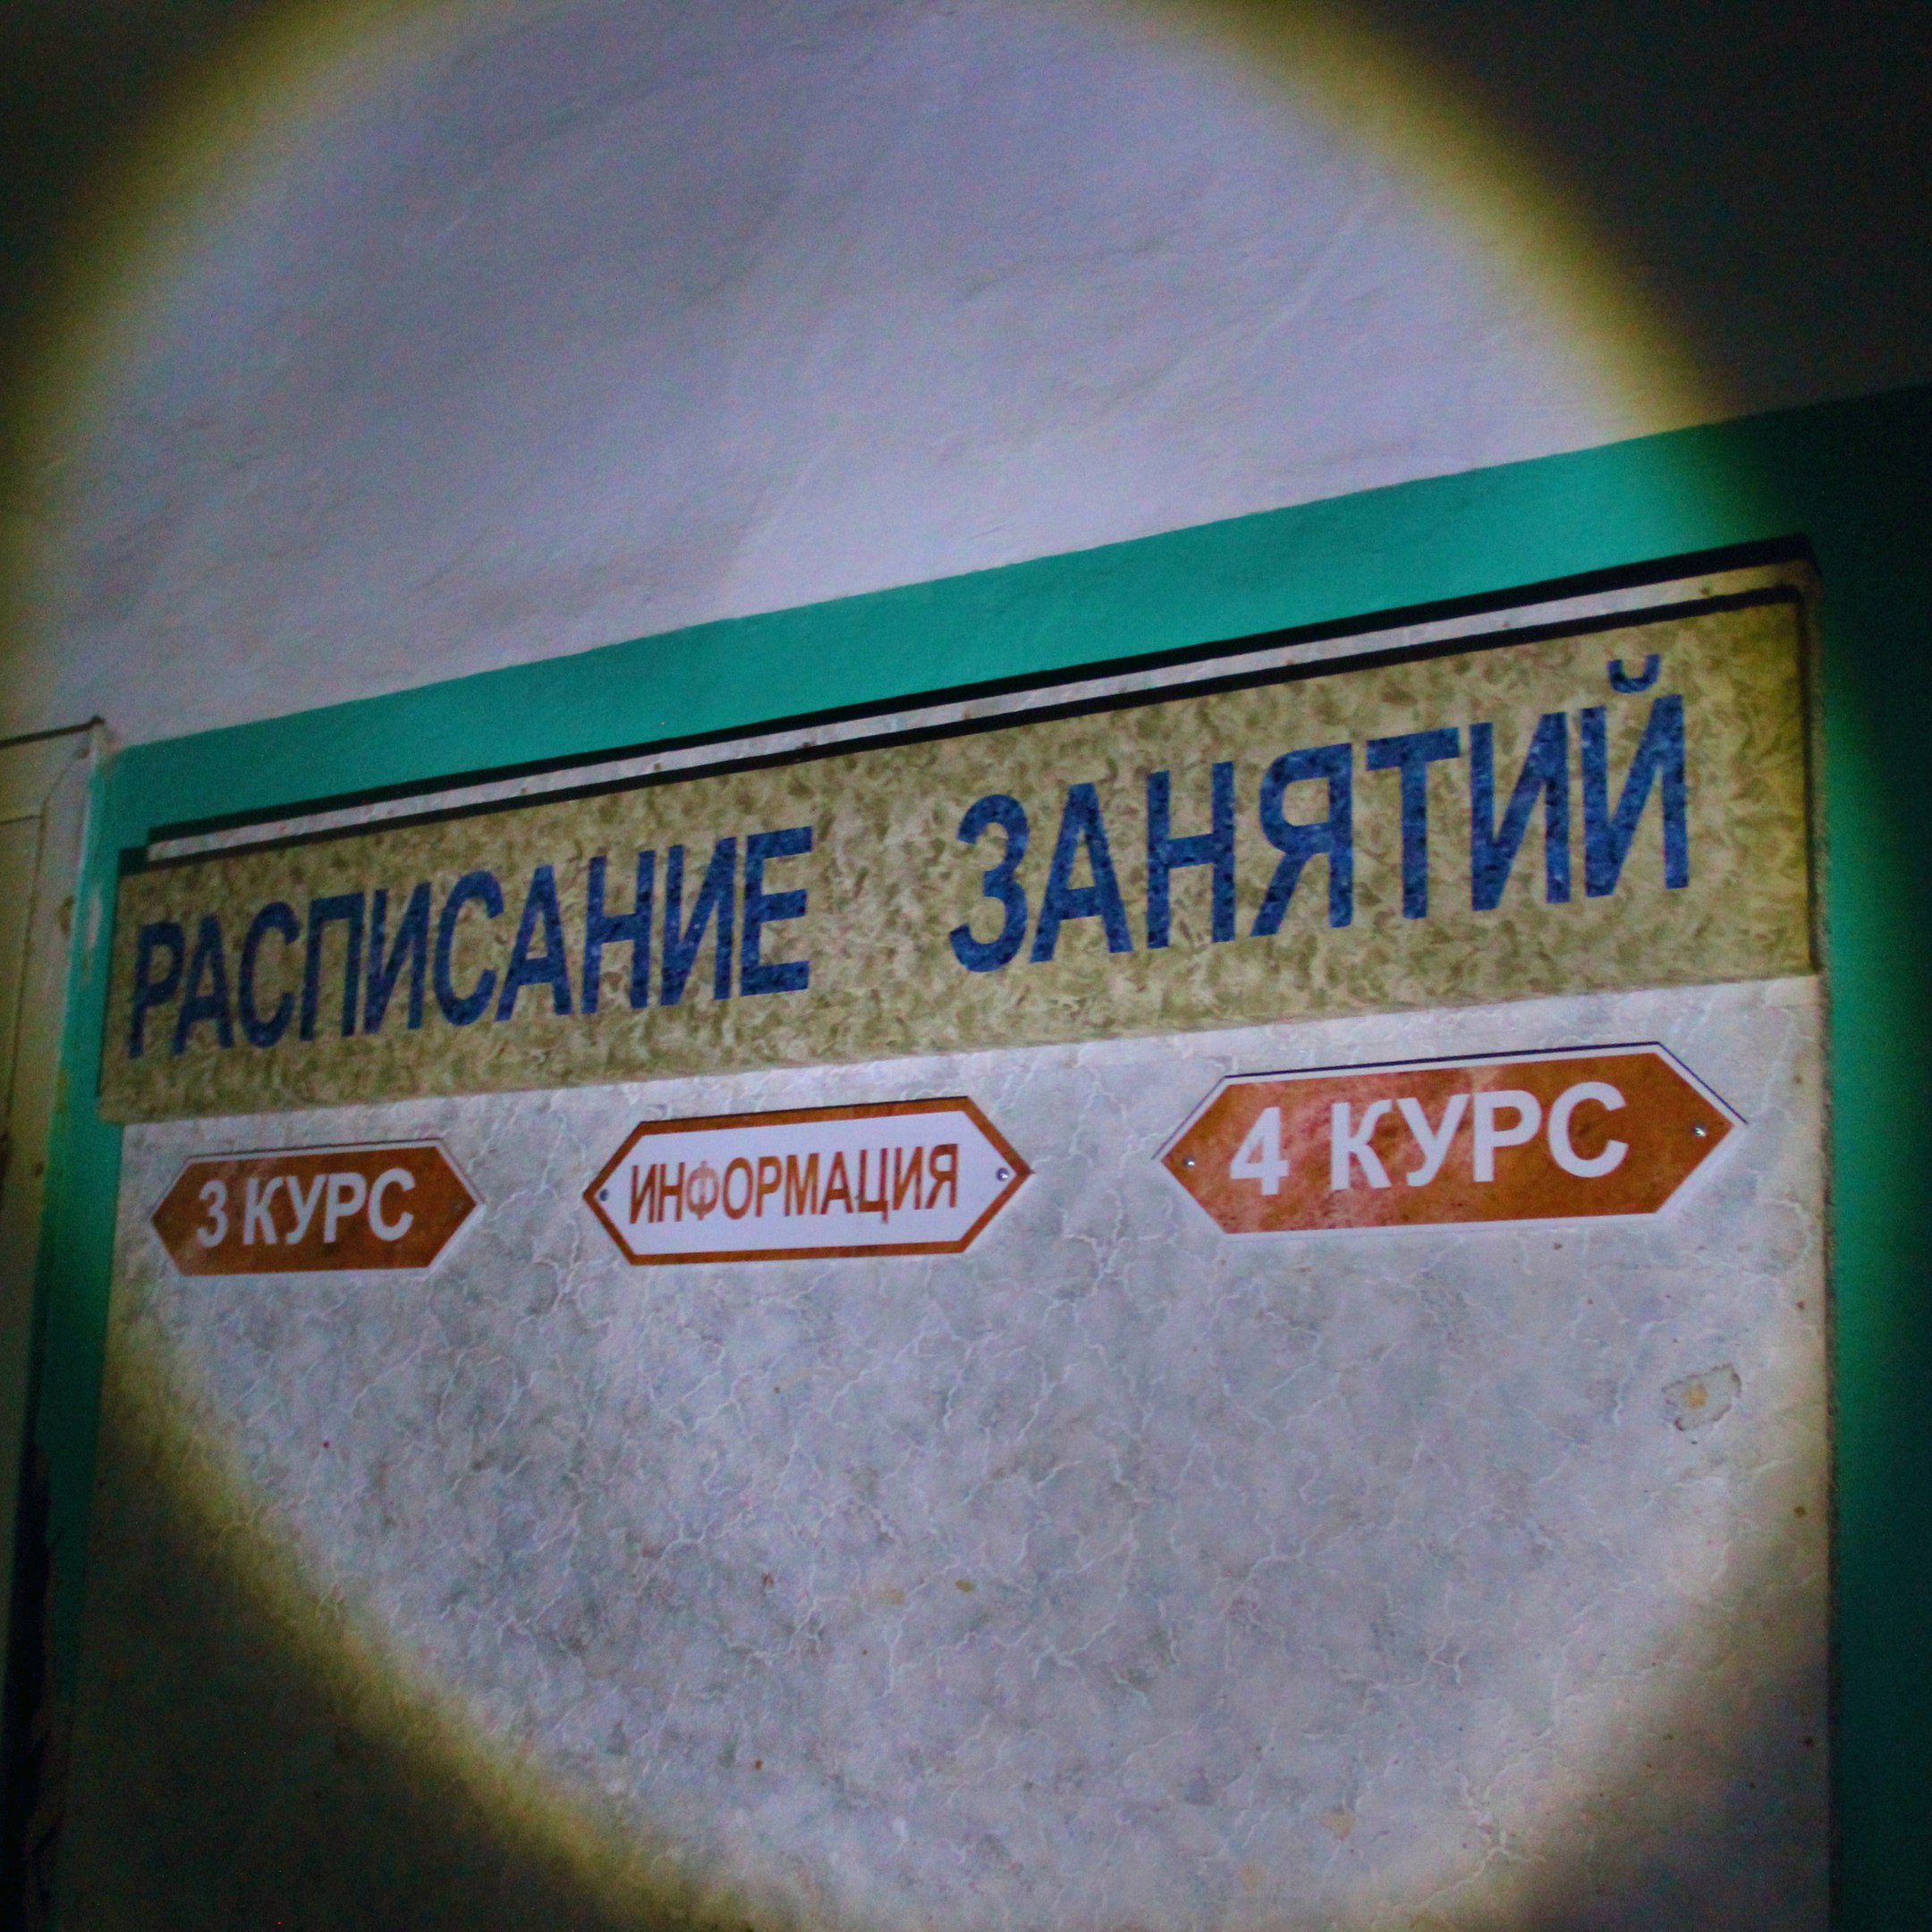 РАСПИСАНИЕ ЗАНЯТИЙ
3 КУРС
ИНФОРМАЦИЯ
4 КУРС